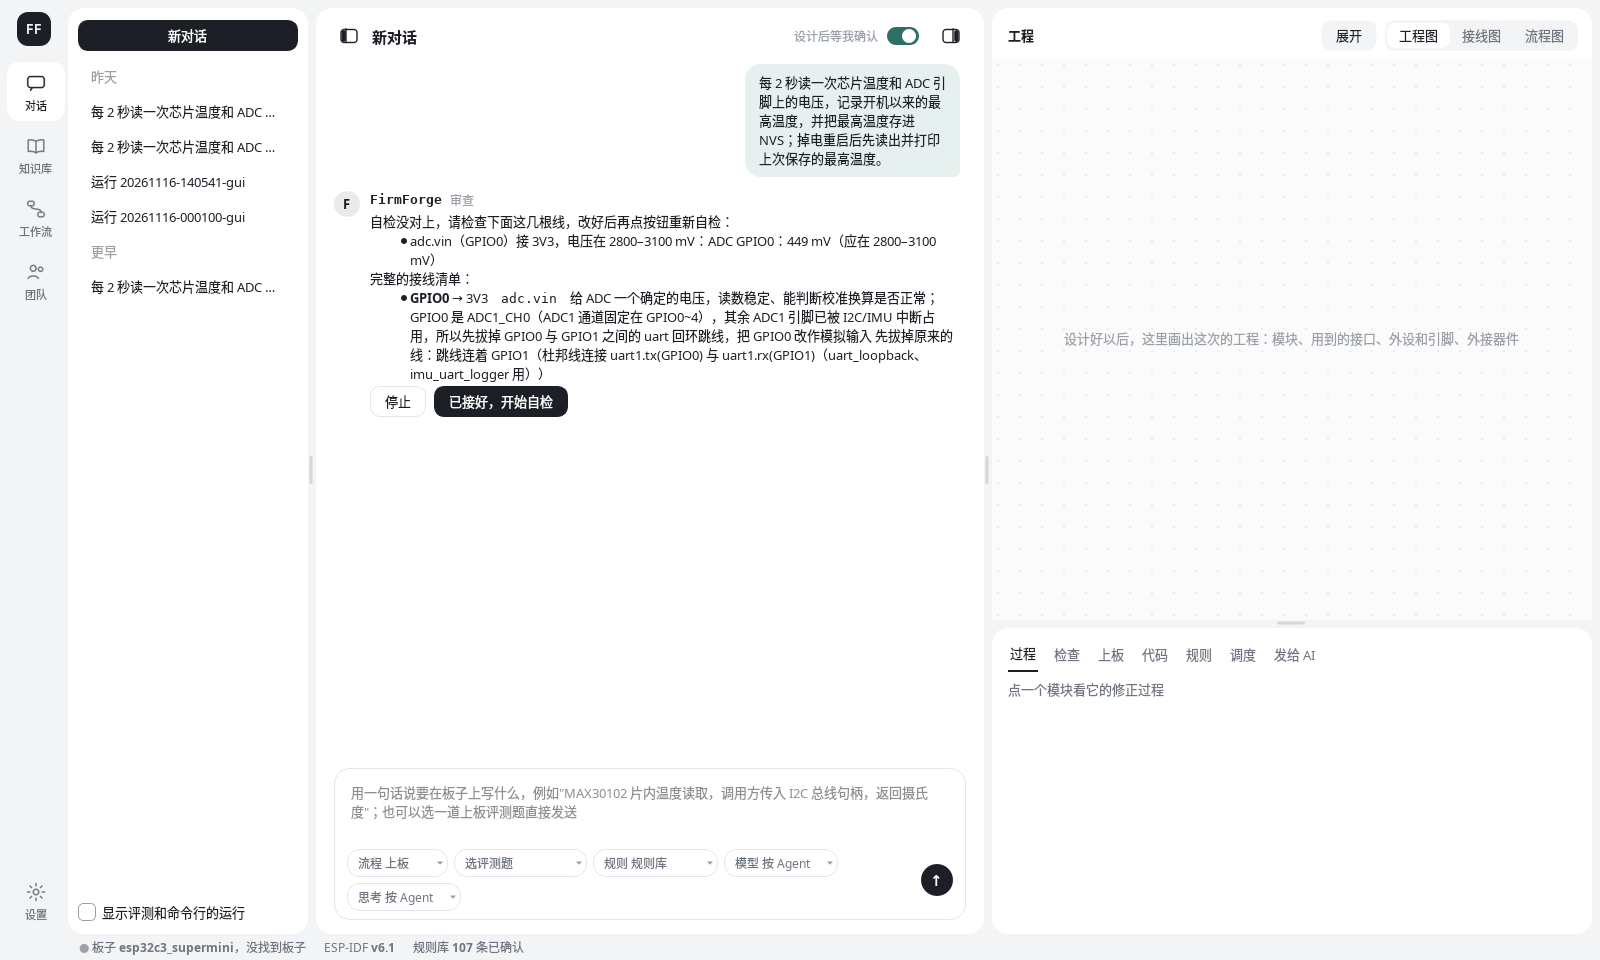 FF
对话
知识库
工作流
团队
设置
新对话
昨天
每 2 秒读一次芯片温度和 ADC ...
每 2 秒读一次芯片温度和 ADC ...
运行 20261116-140541-gui
运行 20261116-000100-gui
更早
每 2 秒读一次芯片温度和 ADC ...
显示评测和命令行的运行
新对话
设计后等我确认
每 2 秒读一次芯片温度和 ADC 引
脚上的电压，记录开机以来的最
高温度，并把最高温度存进
NVS；掉电重启后先读出并打印
上次保存的最高温度。
F
FirmForge 审查
自检没对上，请检查下面这几根线，改好后再点按钮重新自检：
● adc.vin（GPIO0）接 3V3，电压在 2800–3100 mV：ADC GPIO0：449 mV（应在 2800–3100
mV）
完整的接线清单：
● GPIO0 → 3V3 adc.vin 给 ADC 一个确定的电压，读数稳定、能判断校准换算是否正常；
GPIO0 是 ADC1_CH0（ADC1 通道固定在 GPIO0~4），其余 ADC1 引脚已被 I2C/IMU 中断占
用，所以先拔掉 GPIO0 与 GPIO1 之间的 uart 回环跳线，把 GPIO0 改作模拟输入 先拔掉原来的
线：跳线连着 GPIO1（杜邦线连接 uart1.tx(GPIO0) 与 uart1.rx(GPIO1)（uart_loopback、
imu_uart_logger 用））
停止
已接好，开始自检
用一句话说要在板子上写什么，例如"MAX30102 片内温度读取，调用方传入 I2C 总线句柄，返回摄氏
度"；也可以选一道上板评测题直接发送
流程 上板
选评测题
规则 规则库
模型 按 Agent
思考 按 Agent
↑
工程
展开
工程图
接线图
流程图
设计好以后，这里画出这次的工程：模块、用到的接口、外设和引脚、外接器件
过程
检查
上板
代码
规则
调度
发给 AI
点一个模块看它的修正过程
板子 esp32c3_supermini，没找到板子
ESP-IDF v6.1
规则库 107 条已确认